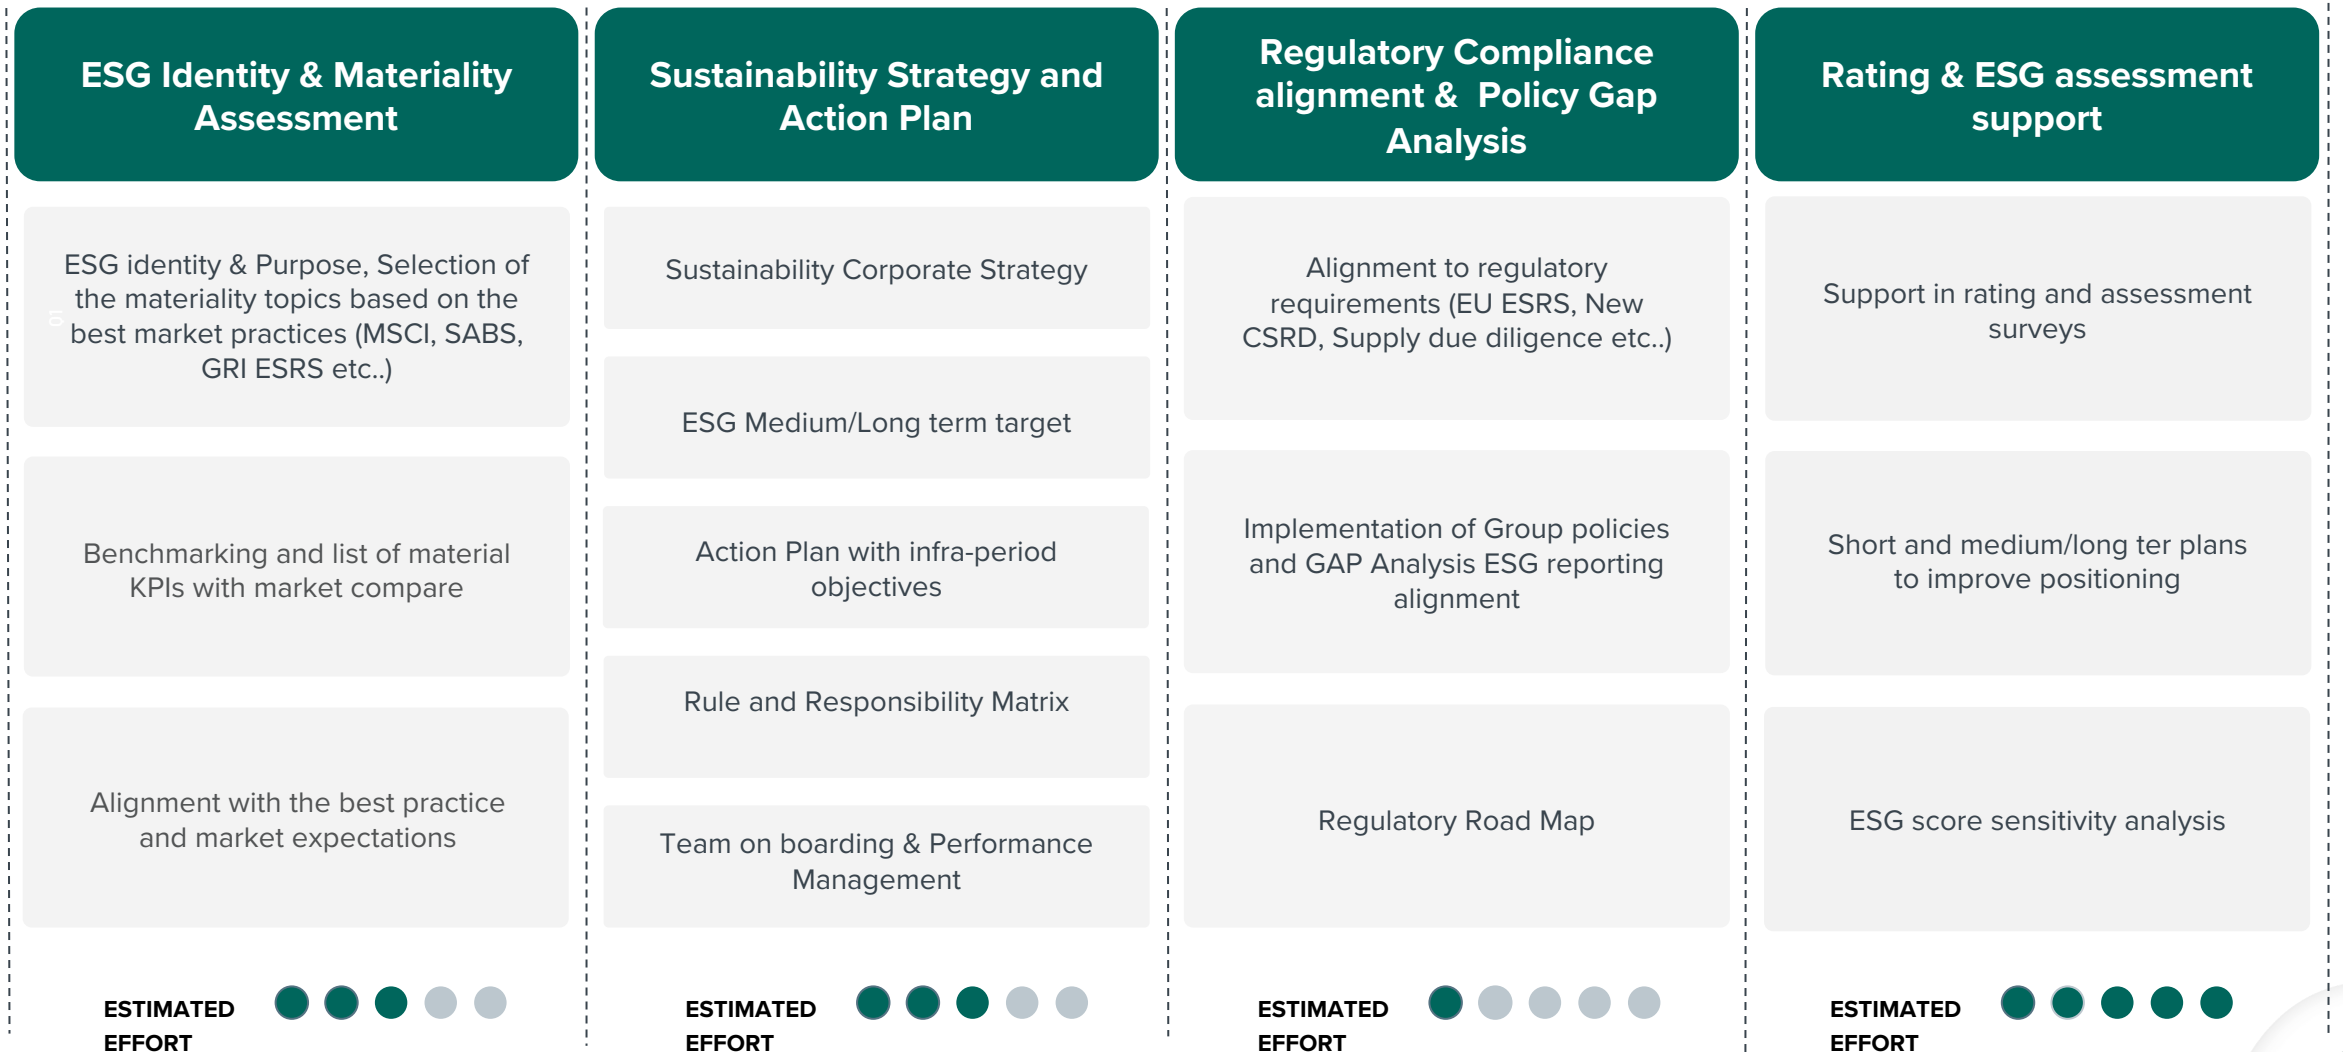 ESG Identity & Materiality
Assessment
ESG identity & Purpose, Selection of
the materiality topics based on the
best market practices (MSCI, SABS,
GRI ESRS etc..)
10
Benchmarking and list of material
KPIs with market compare
Alignment with the best practice
and market expectations
ESTIMATED
EFFORT
Sustainability Strategy and
Action Plan
Sustainability Corporate Strategy
ESG Medium/Long term target
Action Plan with infra-period
objectives
Rule and Responsibility Matrix
Team on boarding & Performance
Management
ESTIMATED
EFFORT
Regulatory Compliance
alignment &  Policy Gap
Analysis
Alignment to regulatory
requirements (EU ESRS, New
CSRD, Supply due diligence etc..)
Implementation of Group policies
and GAP Analysis ESG reporting
alignment
Regulatory Road Map
ESTIMATED
EFFORT
Rating & ESG assessment
support
Support in rating and assessment
surveys
Short and medium/long ter plans
to improve positioning
ESG score sensitivity analysis
ESTIMATED
EFFORT